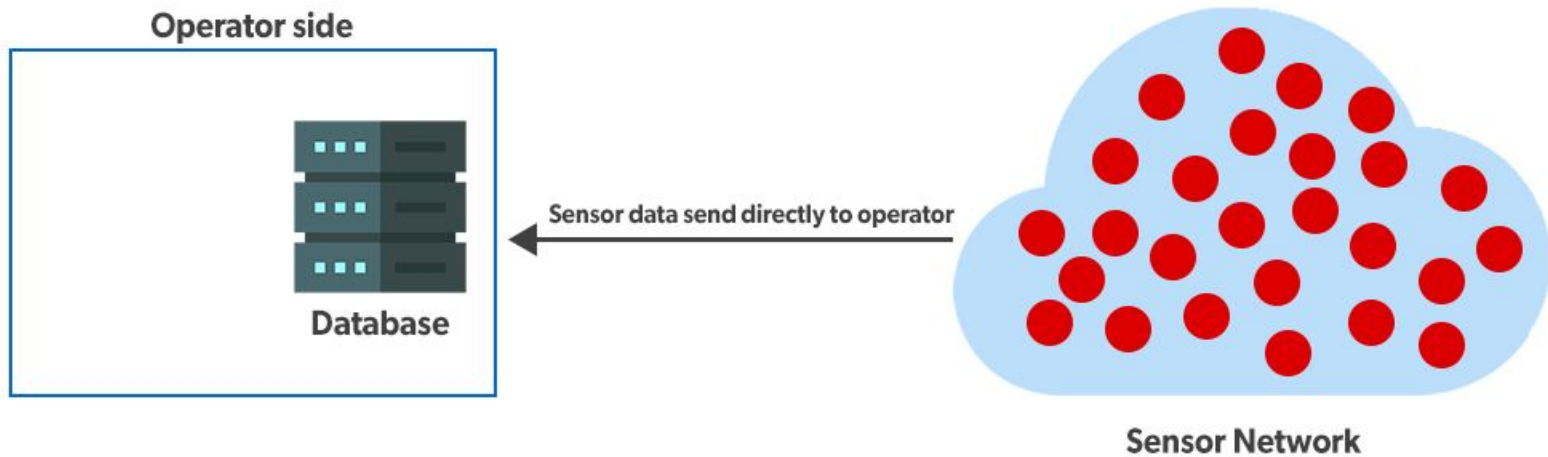 Operator side
Sensor data send directly to operator
Database
Sensor Network